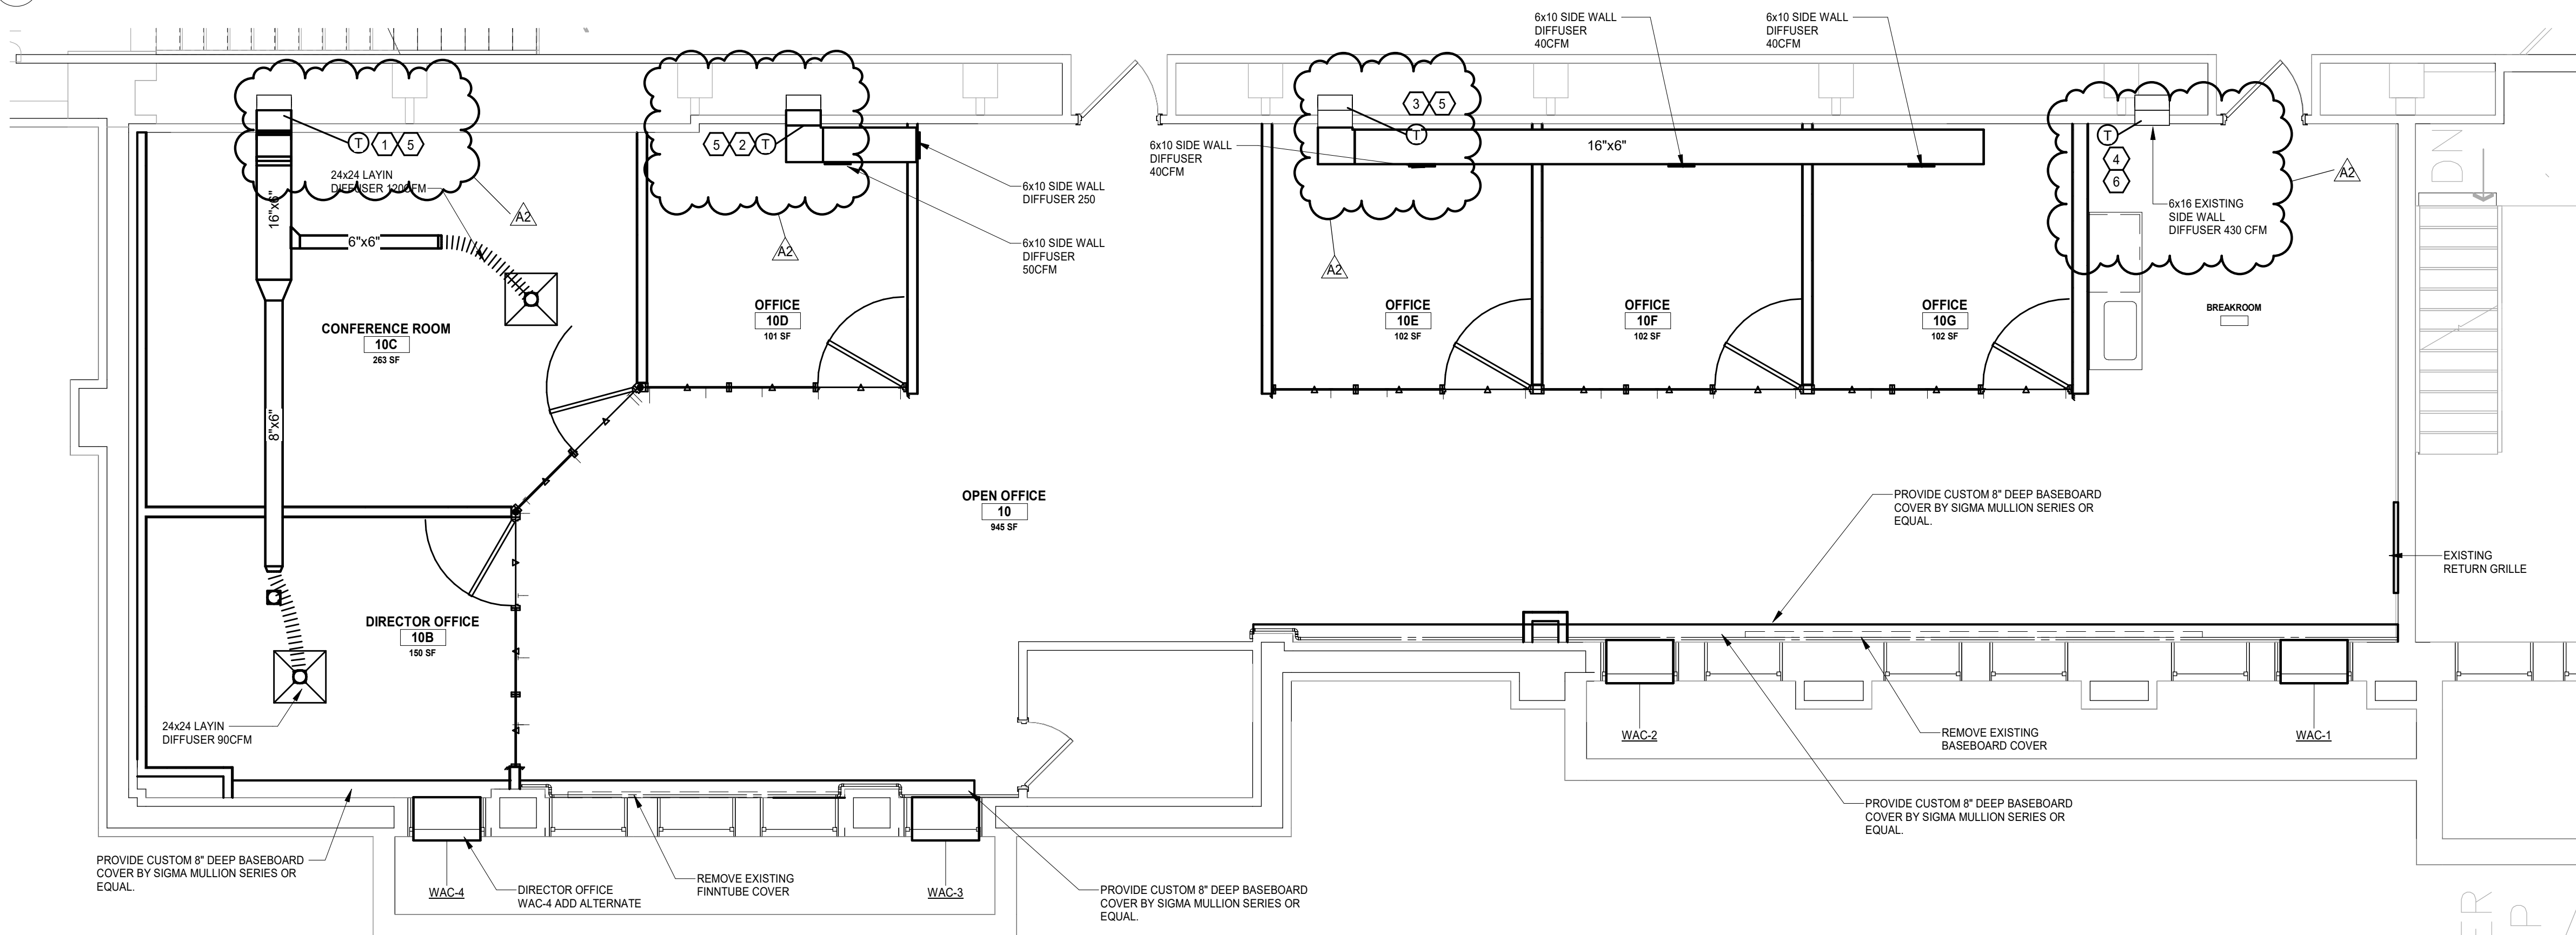 6x10 SIDE WALL
DIFFUSER
40CFM
6x10 SIDE WALL
DIFFUSER
40CFM
T
1
5
24x24 LAYIN
DIFFUSER 120CFM
16"x6"
A2
6"x6"
8"x6"
CONFERENCE ROOM
10C
263 SF
5
2
T
A2
6x10 SIDE WALL
DIFFUSER 250
6x10 SIDE WALL
DIFFUSER
50CFM
OFFICE
10D
101 SF
6x10 SIDE WALL
DIFFUSER
40CFM
3
5
T
16"x6"
A2
OFFICE
10E
102 SF
OFFICE
10F
102 SF
OFFICE
10G
102 SF
T
4
6
6x16 EXISTING
SIDE WALL
DIFFUSER 430 CFM
A2
BREAKROOM
DN
OPEN OFFICE
10
945 SF
PROVIDE CUSTOM 8" DEEP BASEBOARD
COVER BY SIGMA MULLION SERIES OR
EQUAL.
EXISTING
RETURN GRILLE
DIRECTOR OFFICE
10B
150 SF
24x24 LAYIN
DIFFUSER 90CFM
WAC-2
REMOVE EXISTING
BASEBOARD COVER
WAC-1
PROVIDE CUSTOM 8" DEEP BASEBOARD
COVER BY SIGMA MULLION SERIES OR
EQUAL.
PROVIDE CUSTOM 8" DEEP BASEBOARD
COVER BY SIGMA MULLION SERIES OR
EQUAL.
WAC-4
DIRECTOR OFFICE
WAC-4 ADD ALTERNATE
REMOVE EXISTING
FINNTUBE COVER
WAC-3
PROVIDE CUSTOM 8" DEEP BASEBOARD
COVER BY SIGMA MULLION SERIES OR
EQUAL.